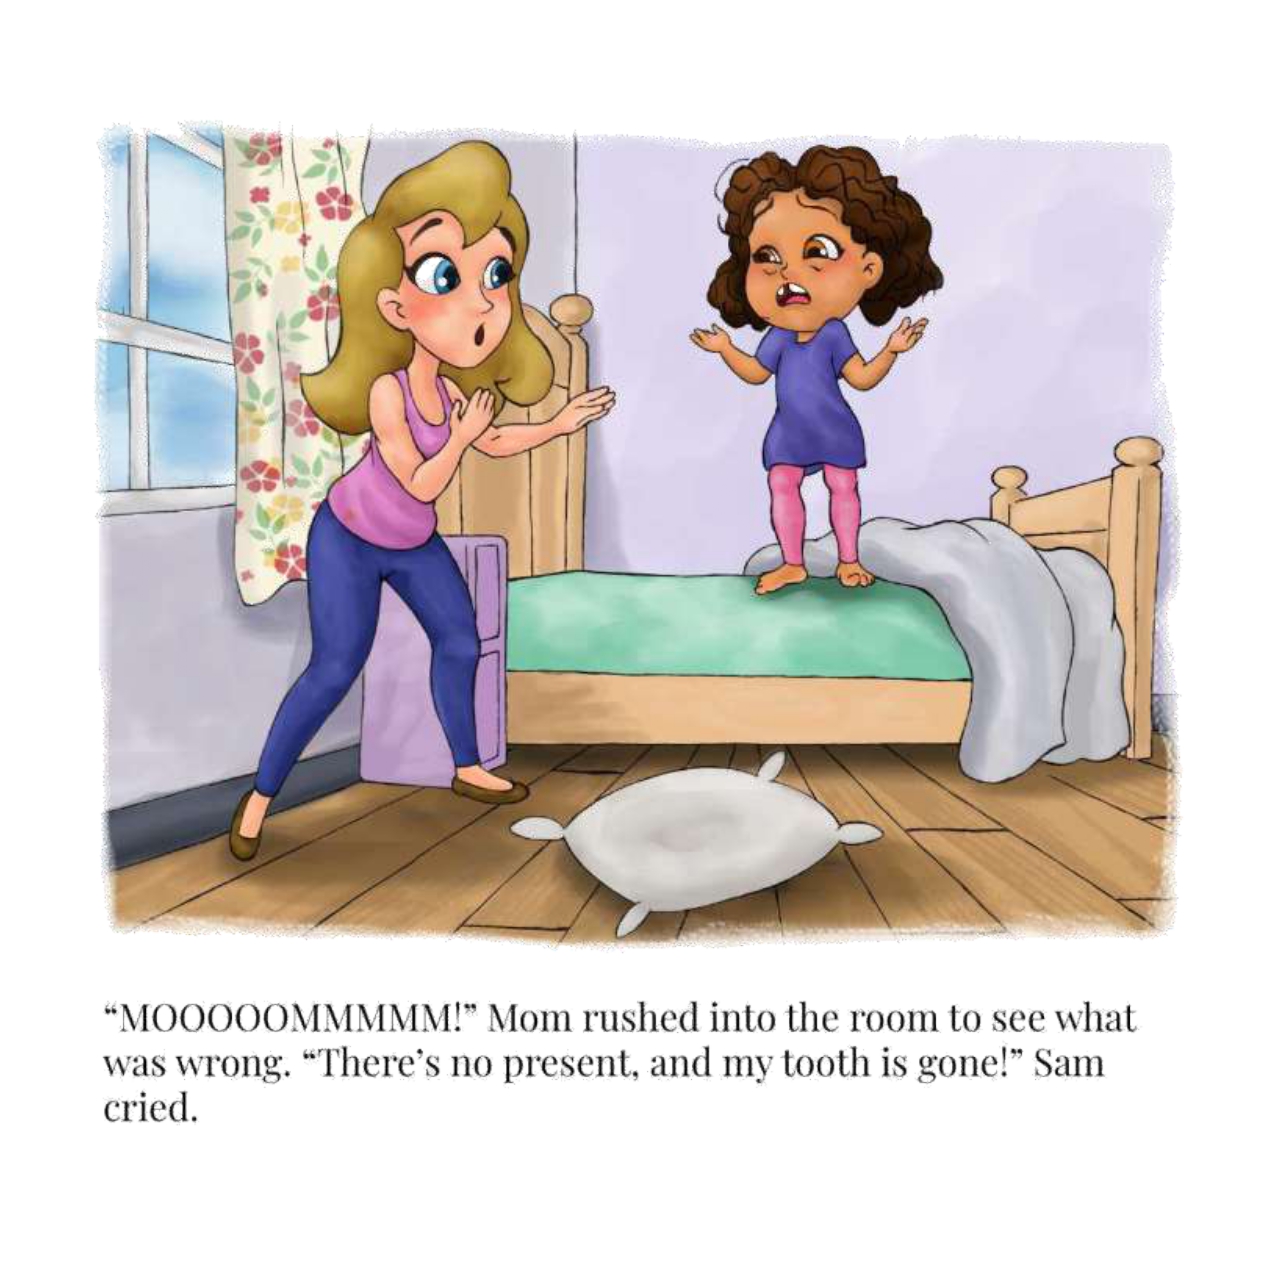 “MOOOOOMMMMM!” Mom rushed into the room to see what
was wrong. “There’s no present, and my tooth is gone!” Sam
cried.